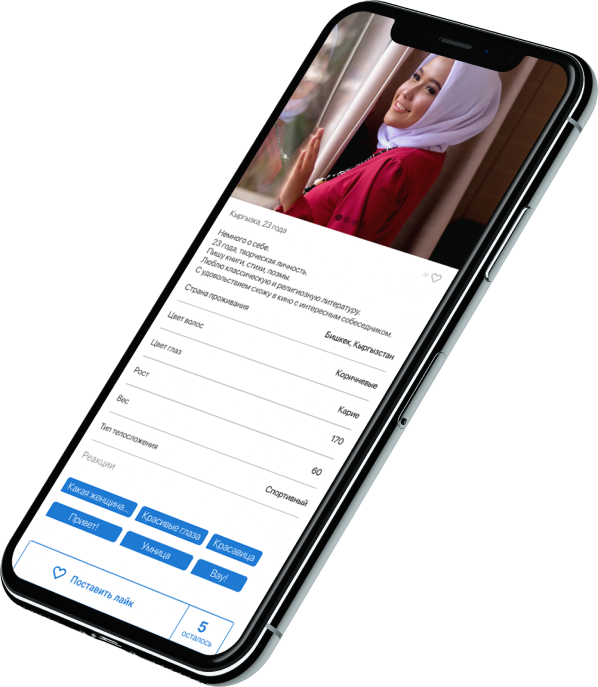 Кыргызка, 23 года
Немного о себе.
23 года, творческая личность.
Пишу книги, стихи, поэмы.
Люблю классическую и религиозную литературу.
С удовольствием схожу в кино с интересным собеседником.
Страна проживания
Бишкек, Кыргызстан
Цвет волос
Коричневые
Цвет глаз
Карие
Рост
170
Вес
60
Тип телосложения
Спортивный
Реакции
Какая женщина...
Красивые глаза
Красавица
Привет!
Умница
Вау!
Поставить лайк
5
осталось